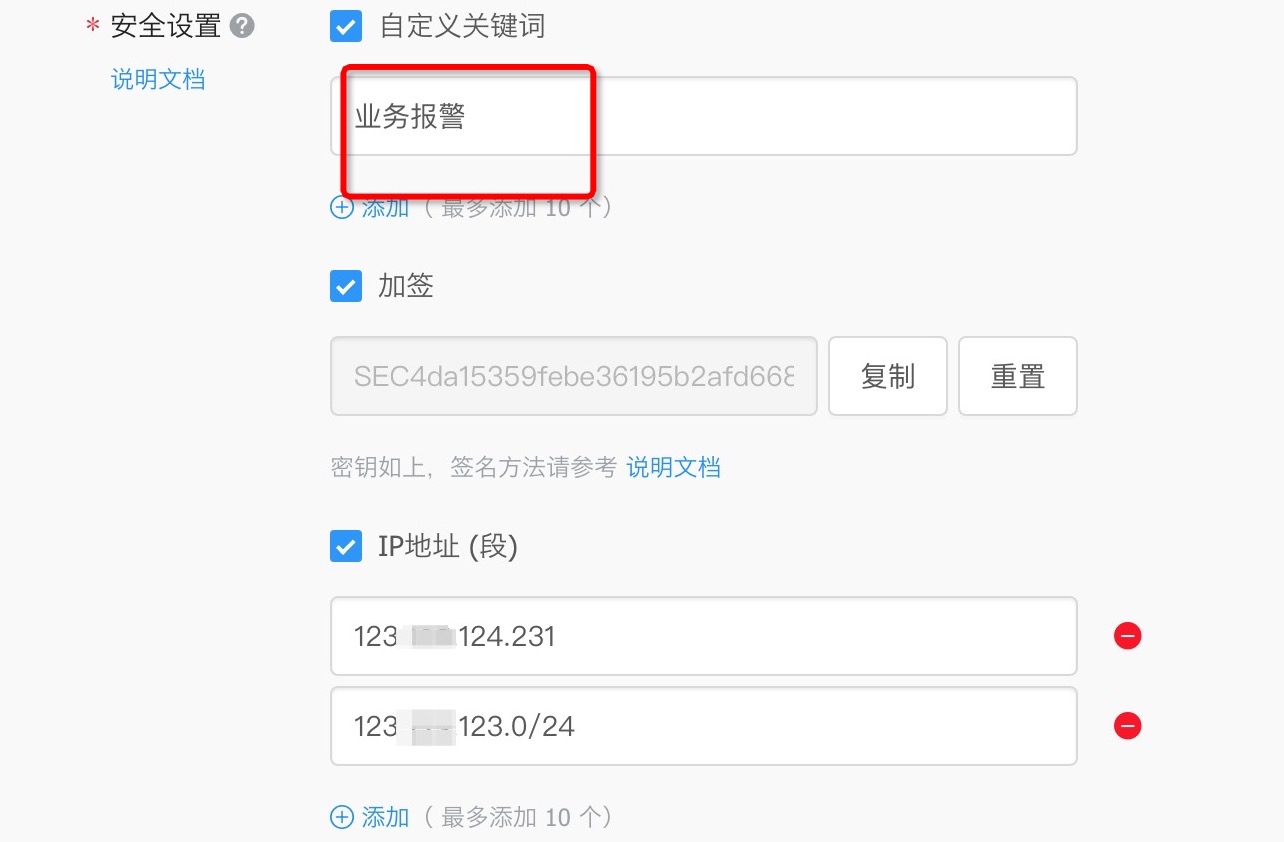 * 安全设置 ?
自定义关键词
说明文档
业务报警
添加（最多添加 10 个）
加签
SEC4da15359febe36195b2afd668
复制
重置
密钥如上，签名方法请参考 说明文档
IP地址 (段)
123 124.231
123 123.0/24
添加（最多添加 10 个）